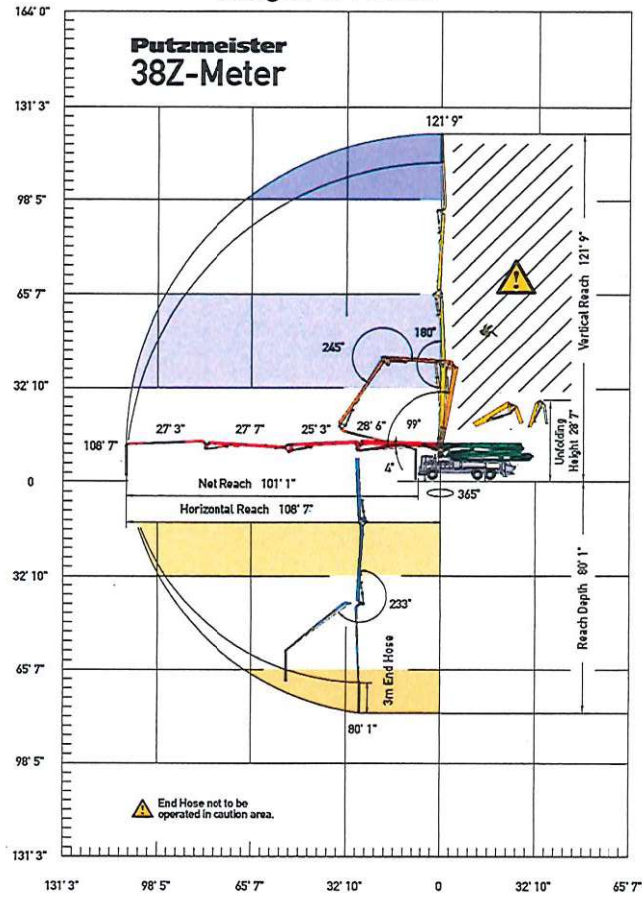 164' 0"
Putzmeister
38Z-Meter
131' 3"
121' 9"
98' 5"
Vertical Reach 121' 9"
65' 7"
245°
180°
32' 10"
99°
27' 3"
27' 7"
25' 3"
28' 6"
Unfolding
Height 28' 7"
108' 7"
4°
0
Net Reach 101' 1"
365°
Horizontal Reach 108' 7"
32' 10"
233°
Reach Depth 80' 1"
3m End Hose
65' 7"
80' 1"
98' 5"
End Hose not to be
operated in caution area.
131' 3"
131' 3" 98' 5" 65' 7" 32' 10" 0 32' 10" 65' 7"